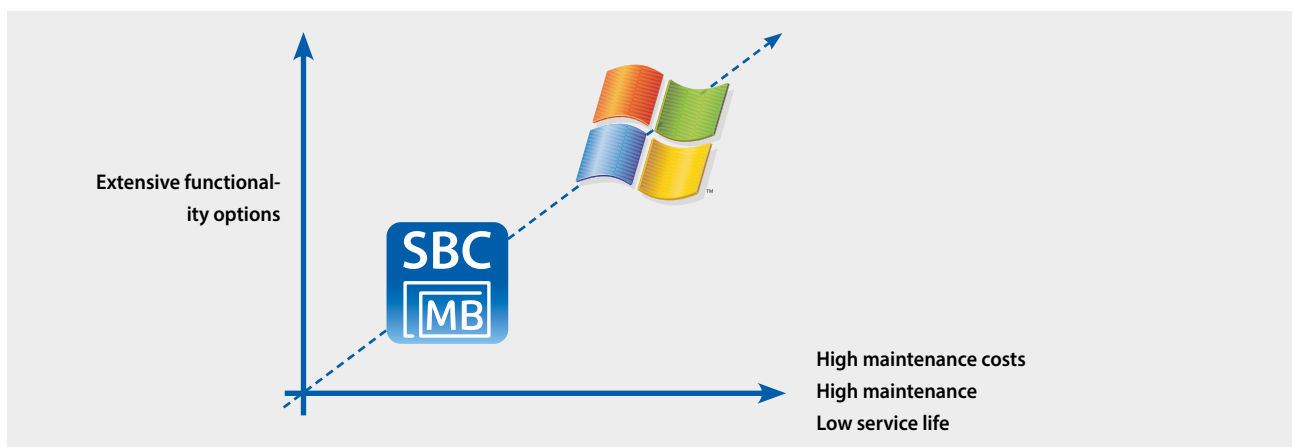 Extensive functional-
ity options
SBC
MB
™
High maintenance costs
High maintenance
Low service life